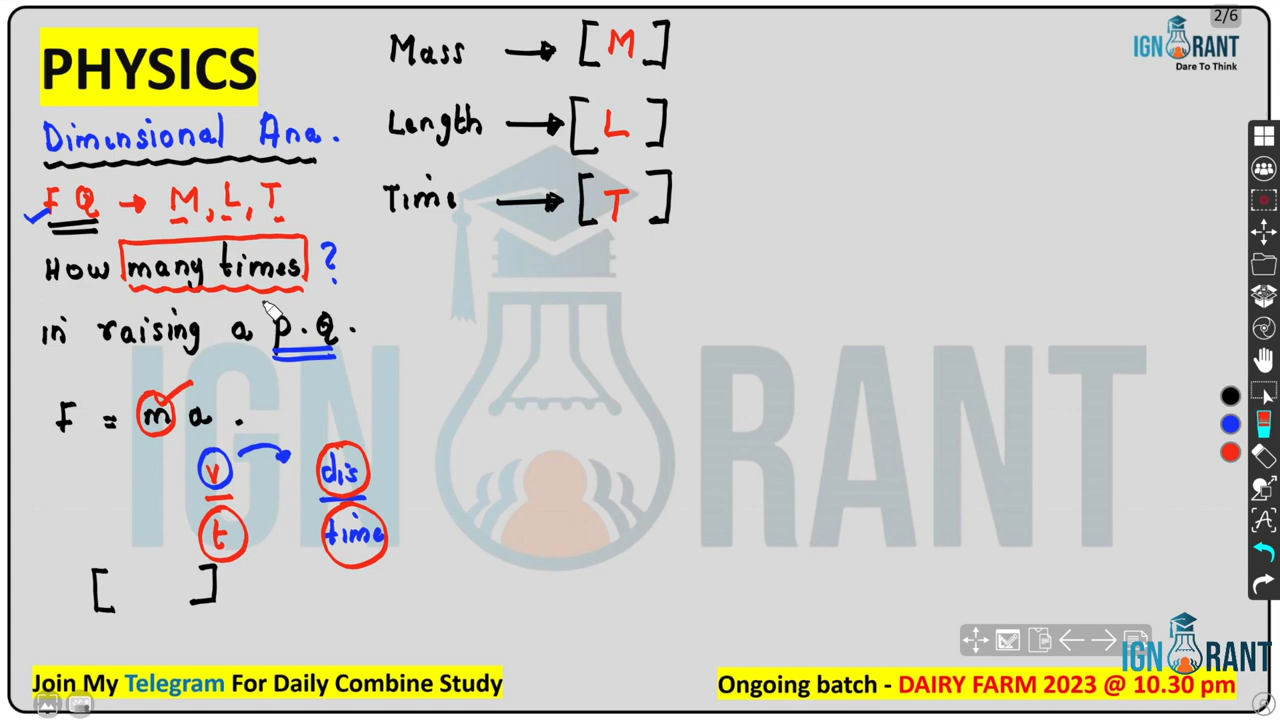 2/6
PHYSICS
Dimensional Ana.
F Q → M, L, T
How many times ?
in raising a P.Q.
F = m a .
v
t
dis
time
[ ]
Mass → [ M ]
Length → [ L ]
Time → [ T ]
IGNORANT
Dare To Think
IGNORANT
IGNORANT
Join My Telegram For Daily Combine Study
Ongoing batch - DAIRY FARM 2023 @ 10.30 pm